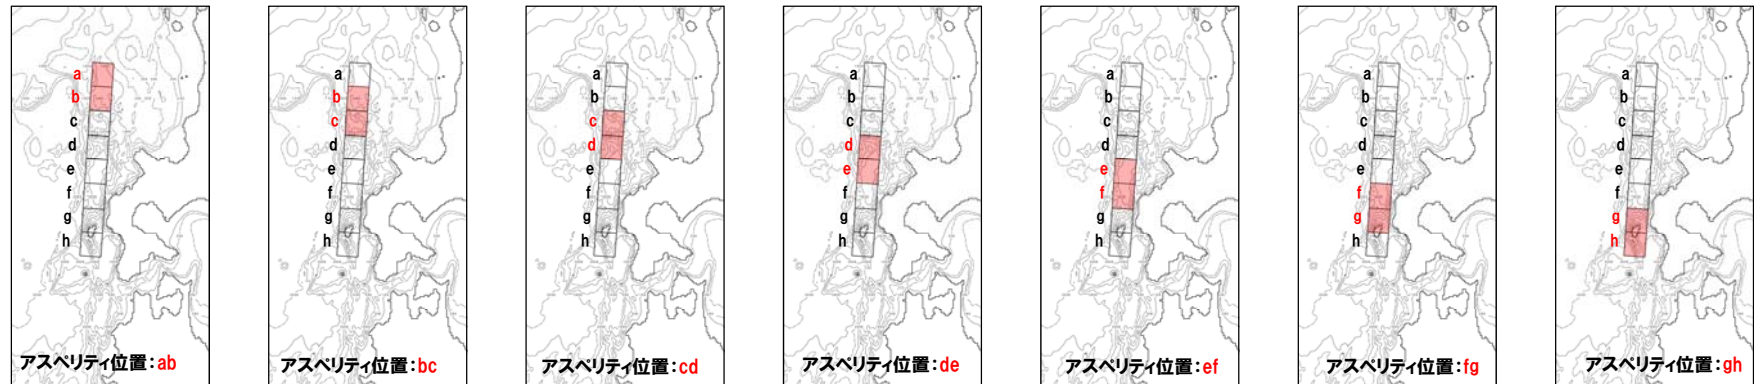 a
b
c
d
e
f
g
h
アスペリティ位置：ab
a
b
c
d
e
f
g
h
アスペリティ位置：bc
a
b
c
d
e
f
g
h
アスペリティ位置：cd
a
b
c
d
e
f
g
h
アスペリティ位置：de
a
b
c
d
e
f
g
h
アスペリティ位置：ef
a
b
c
d
e
f
g
h
アスペリティ位置：fg
a
b
c
d
e
f
g
h
アスペリティ位置：gh